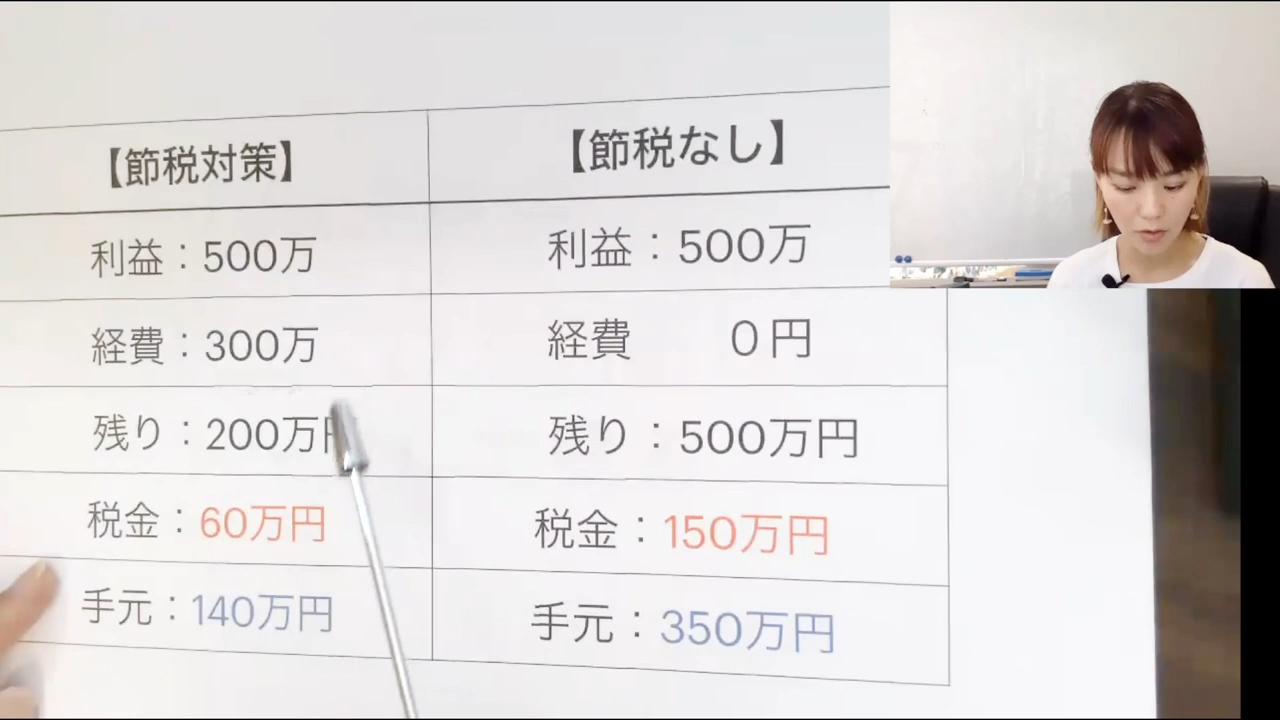 【節税対策】 【節税なし】
利益：500万 利益：500万
経費：300万 経費 0円
残り：200万円 残り：500万円
税金：60万円 税金：150万円
手元：140万円 手元：350万円